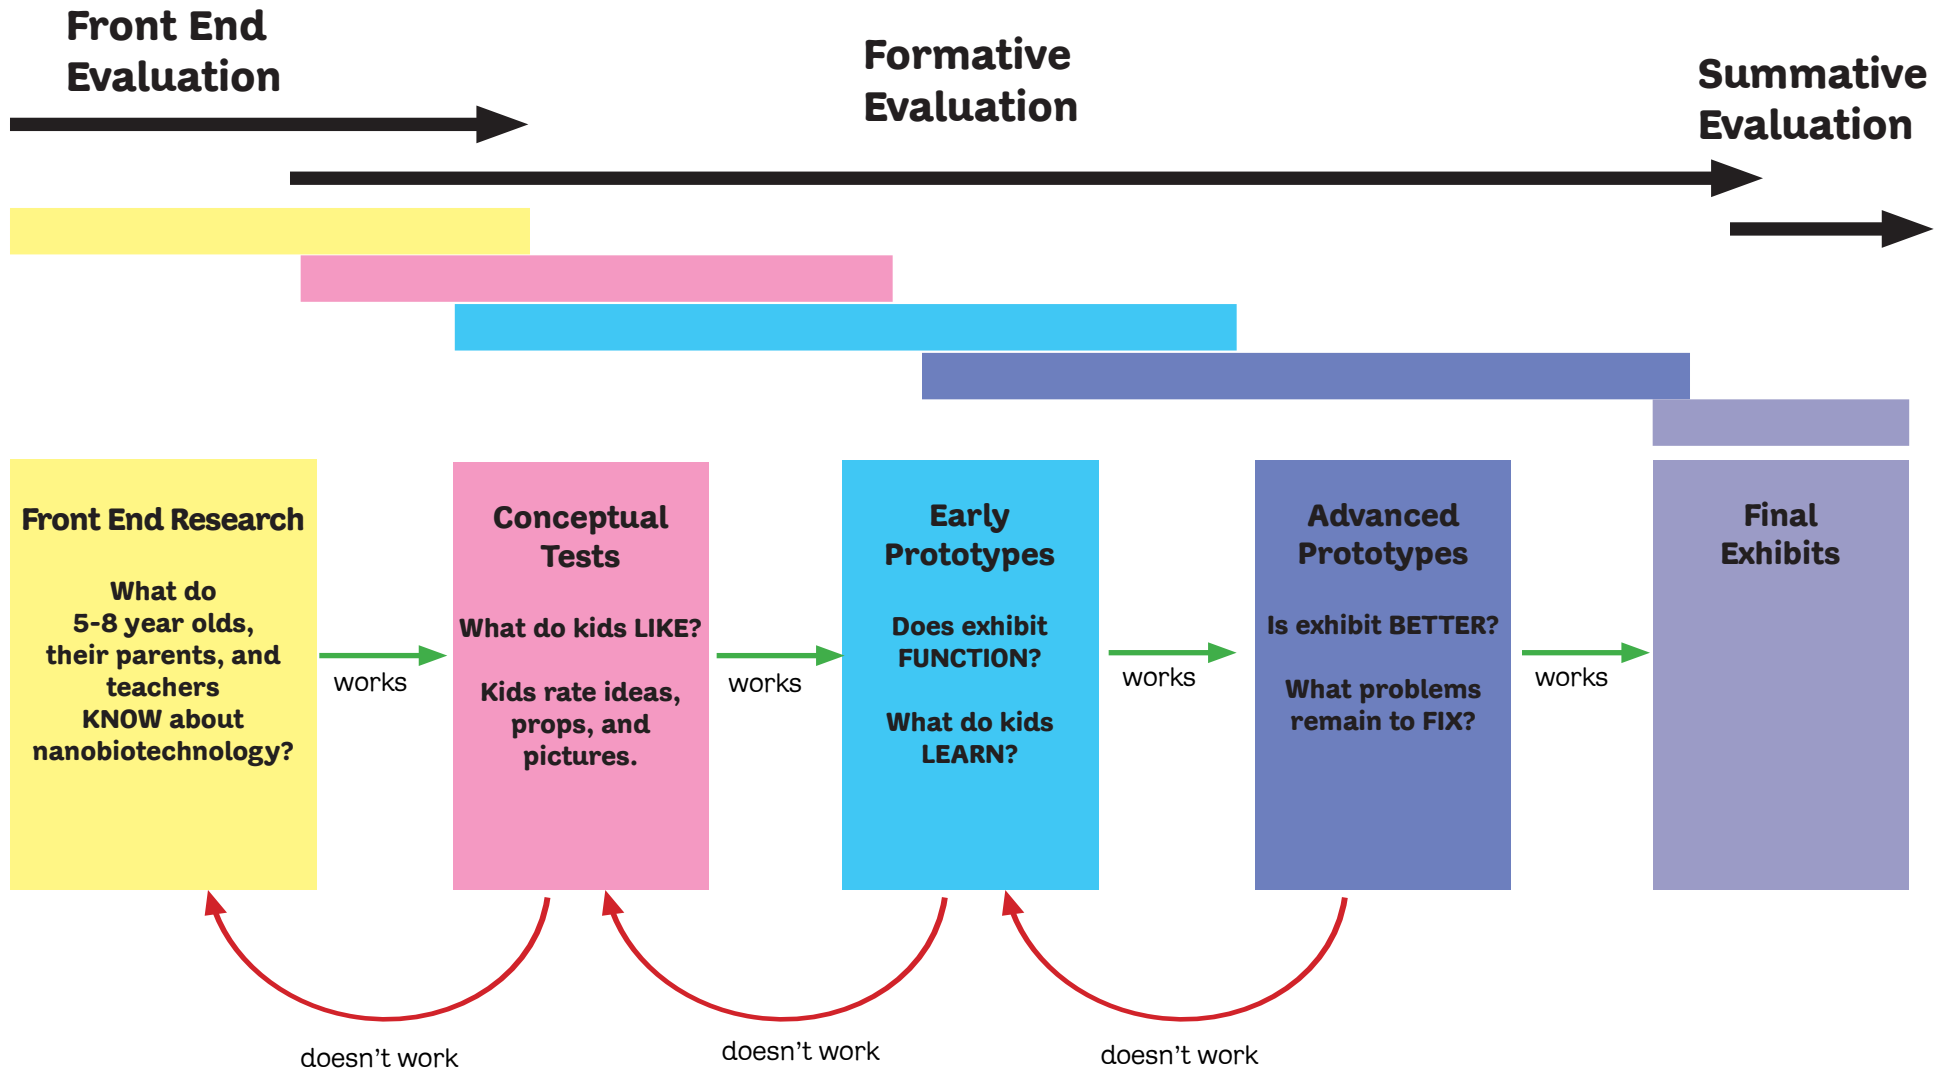 Front End
Evaluation
Formative
Evaluation
Summative
Evaluation
Front End Research
What do
5-8 year olds,
their parents, and
teachers
KNOW about
nanobiotechnology?
works
Conceptual
Tests
What do kids LIKE?
Kids rate ideas,
props, and
pictures.
works
Early
Prototypes
Does exhibit
FUNCTION?
What do kids
LEARN?
works
Advanced
Prototypes
Is exhibit BETTER?
What problems
remain to FIX?
works
Final
Exhibits
doesn't work
doesn't work
doesn't work